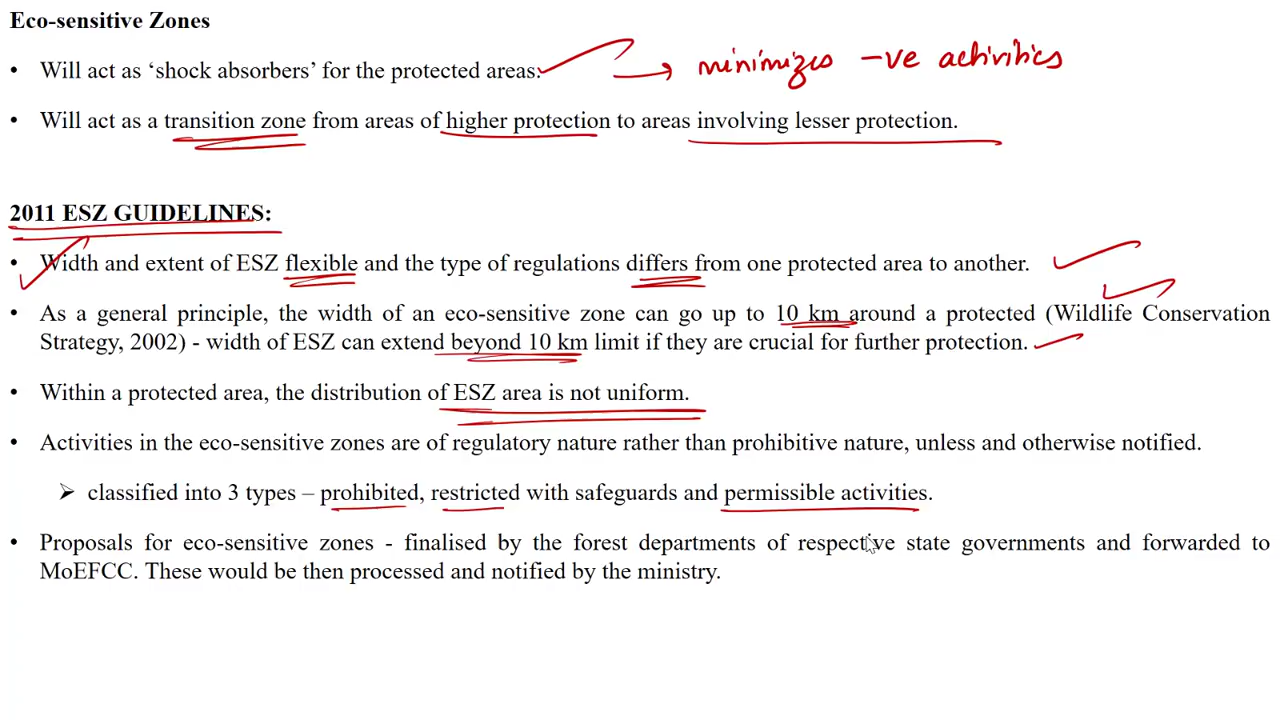 Eco-sensitive Zones
• Will act as ‘shock absorbers’ for the protected areas. → minimizes -ve activities
• Will act as a transition zone from areas of higher protection to areas involving lesser protection.
2011 ESZ GUIDELINES:
• Width and extent of ESZ flexible and the type of regulations differs from one protected area to another.
• As a general principle, the width of an eco-sensitive zone can go up to 10 km around a protected (Wildlife Conservation
Strategy, 2002) - width of ESZ can extend beyond 10 km limit if they are crucial for further protection.
• Within a protected area, the distribution of ESZ area is not uniform.
• Activities in the eco-sensitive zones are of regulatory nature rather than prohibitive nature, unless and otherwise notified.
➢ classified into 3 types – prohibited, restricted with safeguards and permissible activities.
• Proposals for eco-sensitive zones - finalised by the forest departments of respective state governments and forwarded to
MoEFCC. These would be then processed and notified by the ministry.